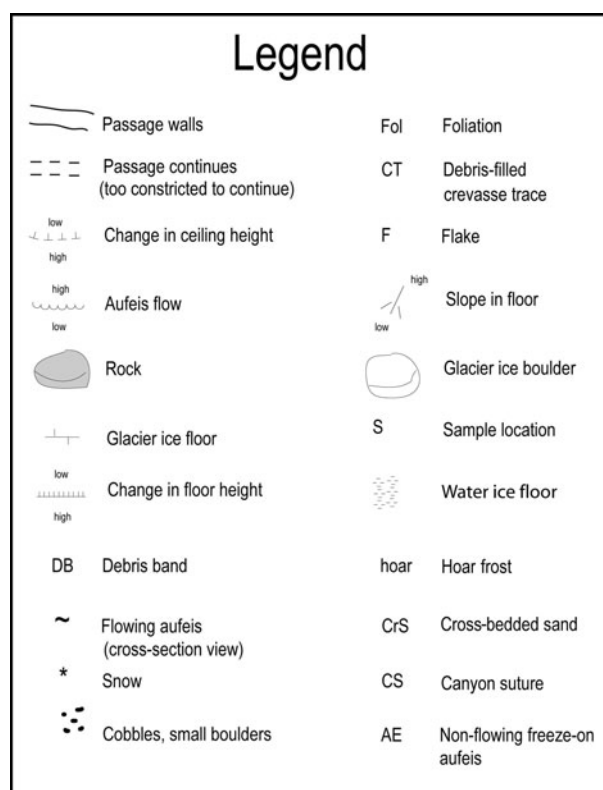 Legend
Passage walls
Passage continues
(too constricted to continue)
low
high
Change in ceiling height
high
low
Aufeis flow
Rock
Glacier ice floor
low
high
Change in floor height
DB Debris band
~ Flowing aufeis
(cross-section view)
* Snow
Cobbles, small boulders
Fol Foliation
CT Debris-filled
crevasse trace
F Flake
high
low
Slope in floor
Glacier ice boulder
S Sample location
Water ice floor
hoar Hoar frost
CrS Cross-bedded sand
CS Canyon suture
AE Non-flowing freeze-on
aufeis